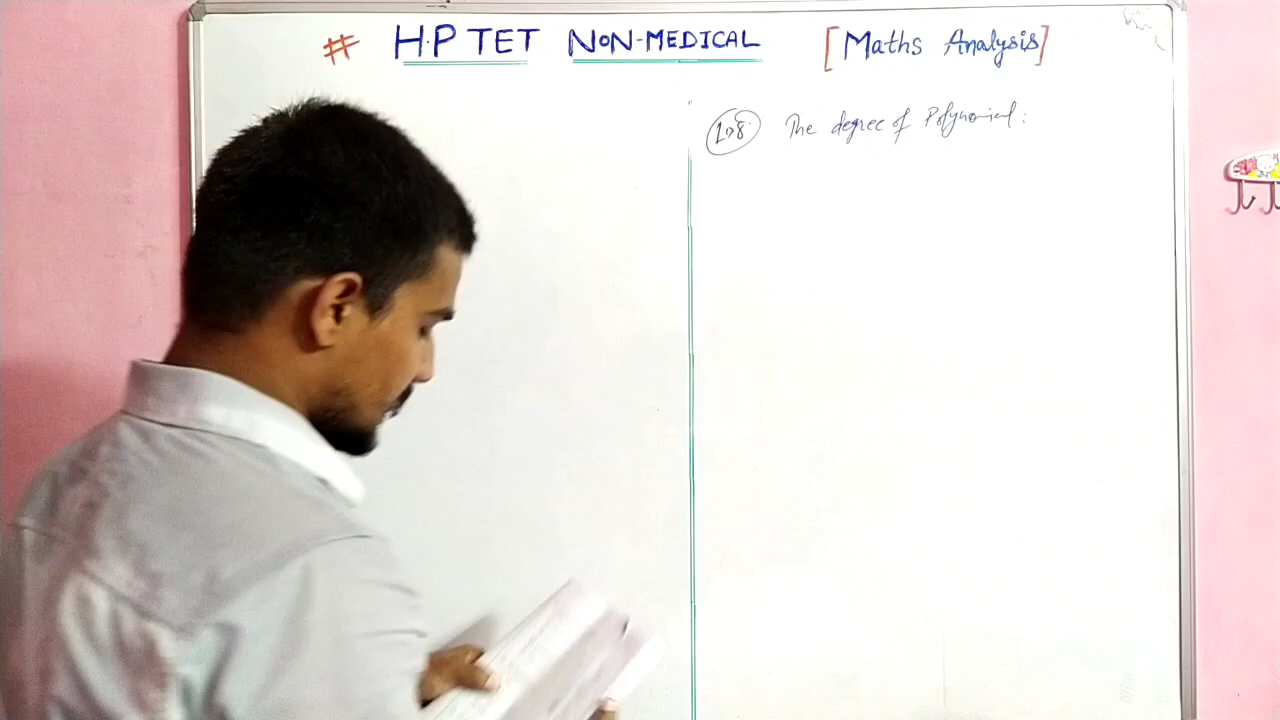 # H.P TET NON-MEDICAL [Maths Analysis]
108 The degree of Polynomial :